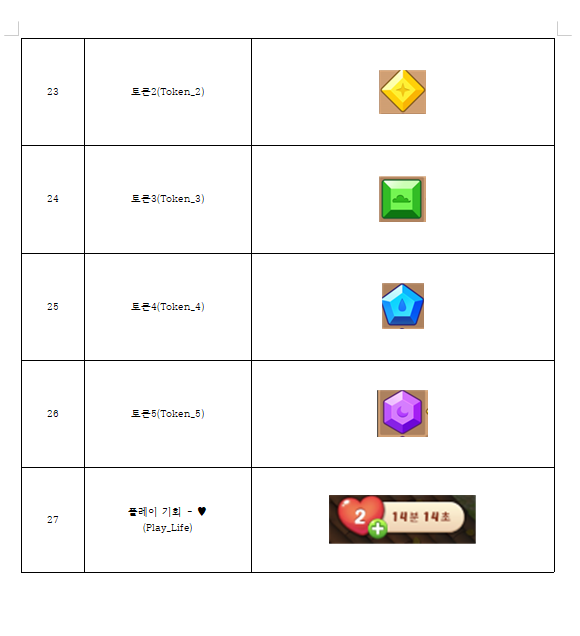 23
토큰2(Token_2)
24
토큰3(Token_3)
25
토큰4(Token_4)
26
토큰5(Token_5)
27
플레이 기회 - ♥
(Play_Life)
2
14분 14초